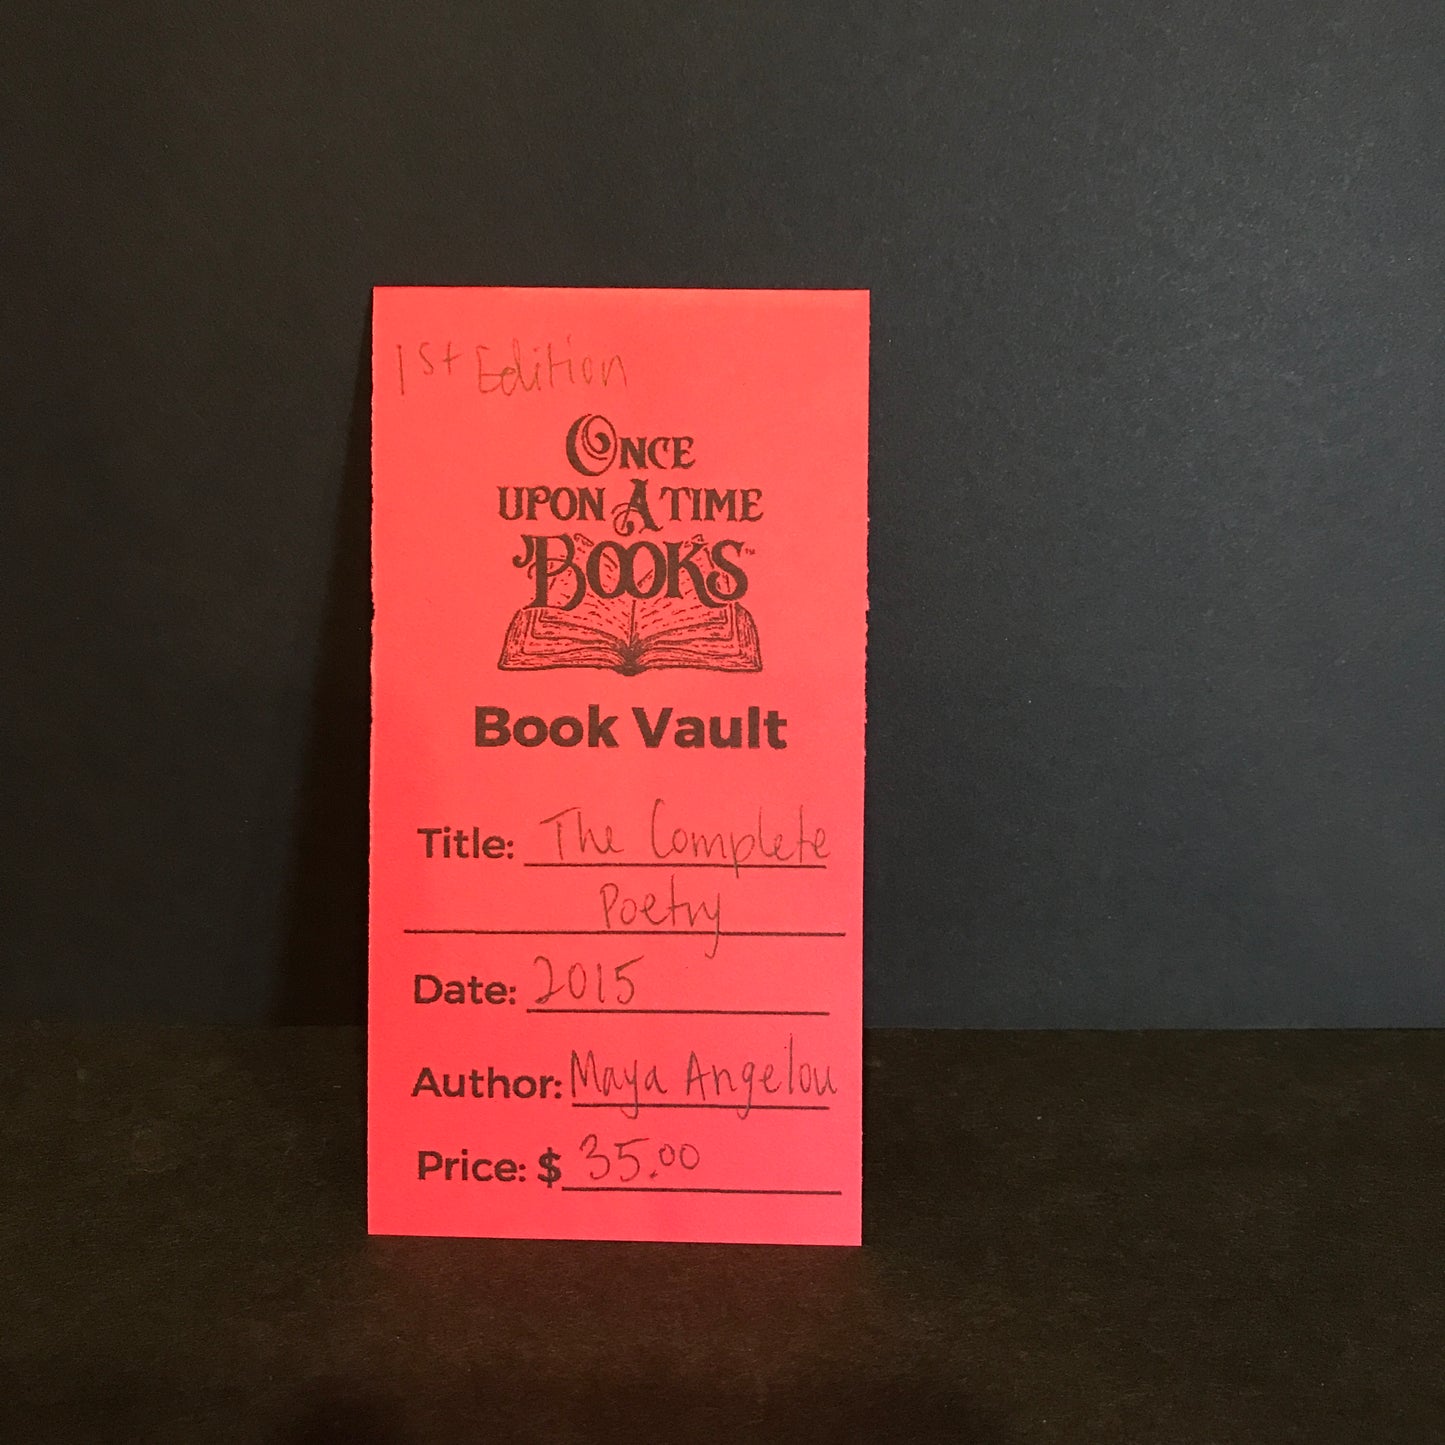 1st Edition
ONCE
UPON A TIME
BOOKS™
Book Vault
Title: The Complete
Poetry
Date: 2015
Author: Maya Angelou
Price: $ 35.00